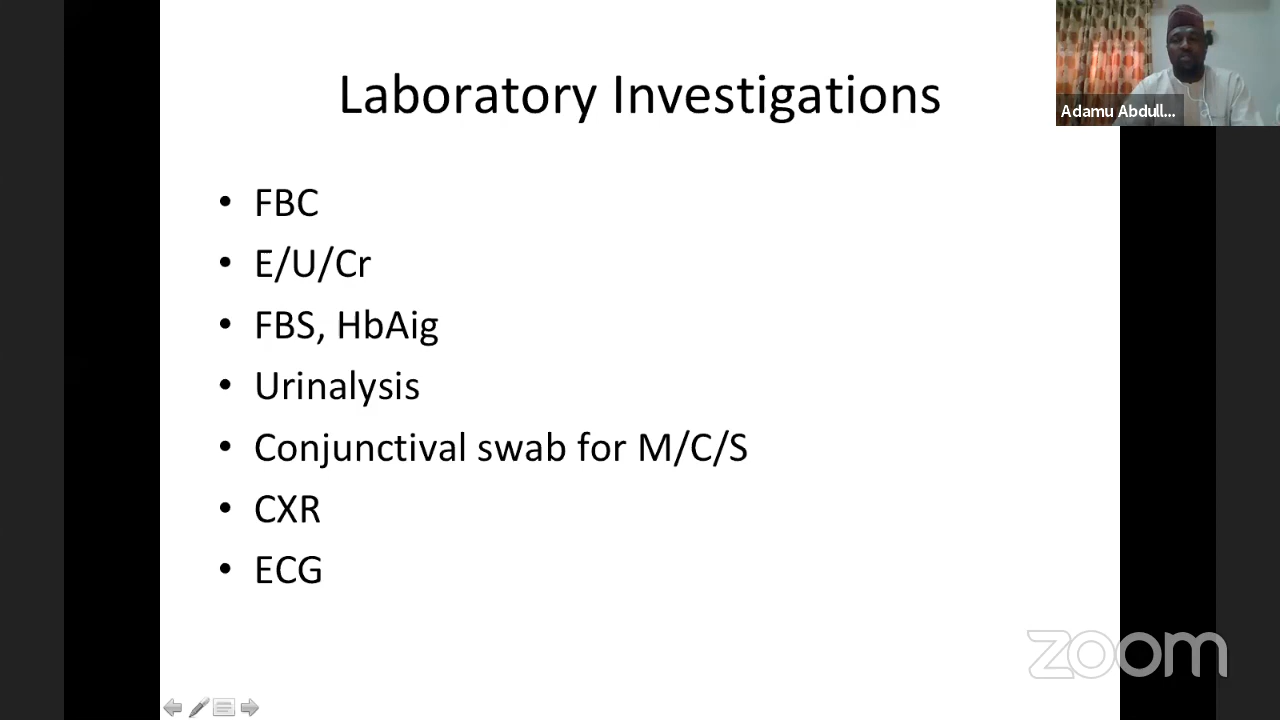 Laboratory Investigations
Adamu Abdull...
• FBC
• E/U/Cr
• FBS, HbAig
• Urinalysis
• Conjunctival swab for M/C/S
• CXR
• ECG
zoom